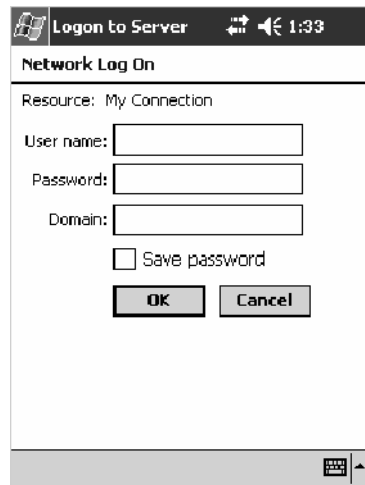 Logon to Server 1:33
Network Log On
Resource: My Connection
User name:
Password:
Domain:
Save password
OK Cancel